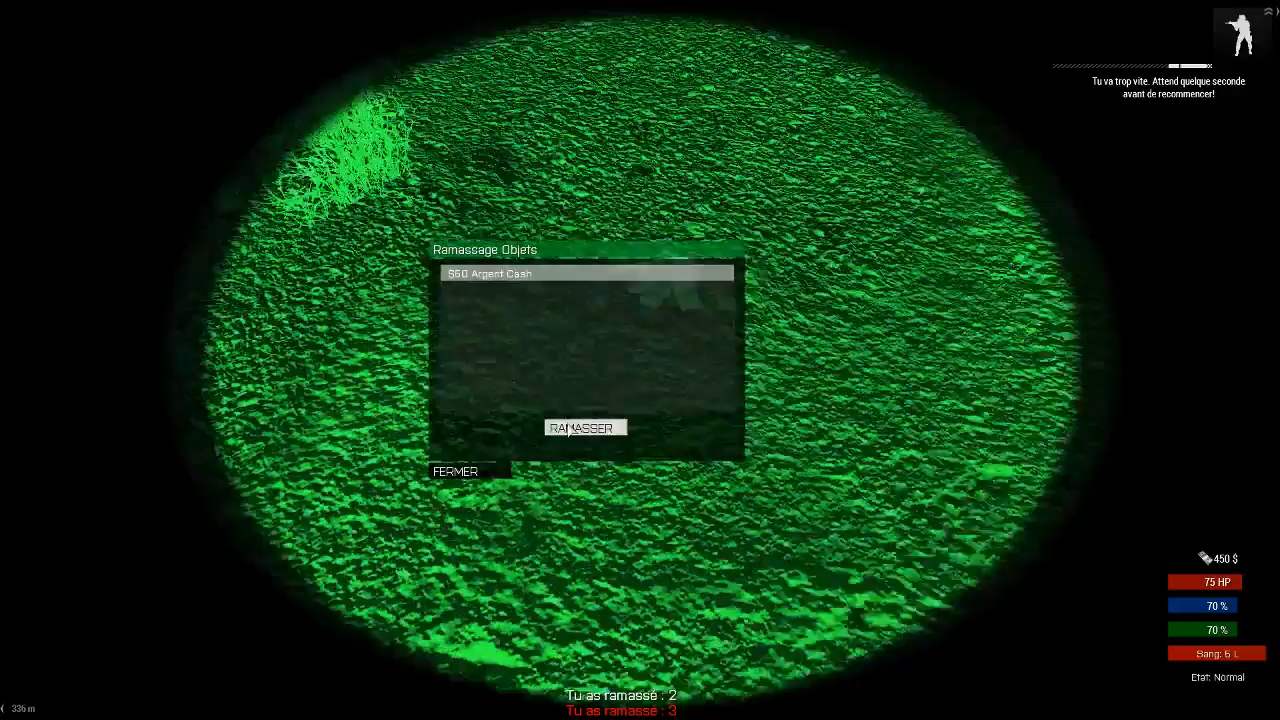 Tu va trop vite. Attend quelque seconde
avant de recommencer!
Ramassage Objets
$50 Argent Cash
RAMASSER
FERMER
450 $
75 HP
70 %
70 %
Sang: 5 L
Etat: Normal
Tu as ramassé : 2
Tu as ramassé : 3
336 m